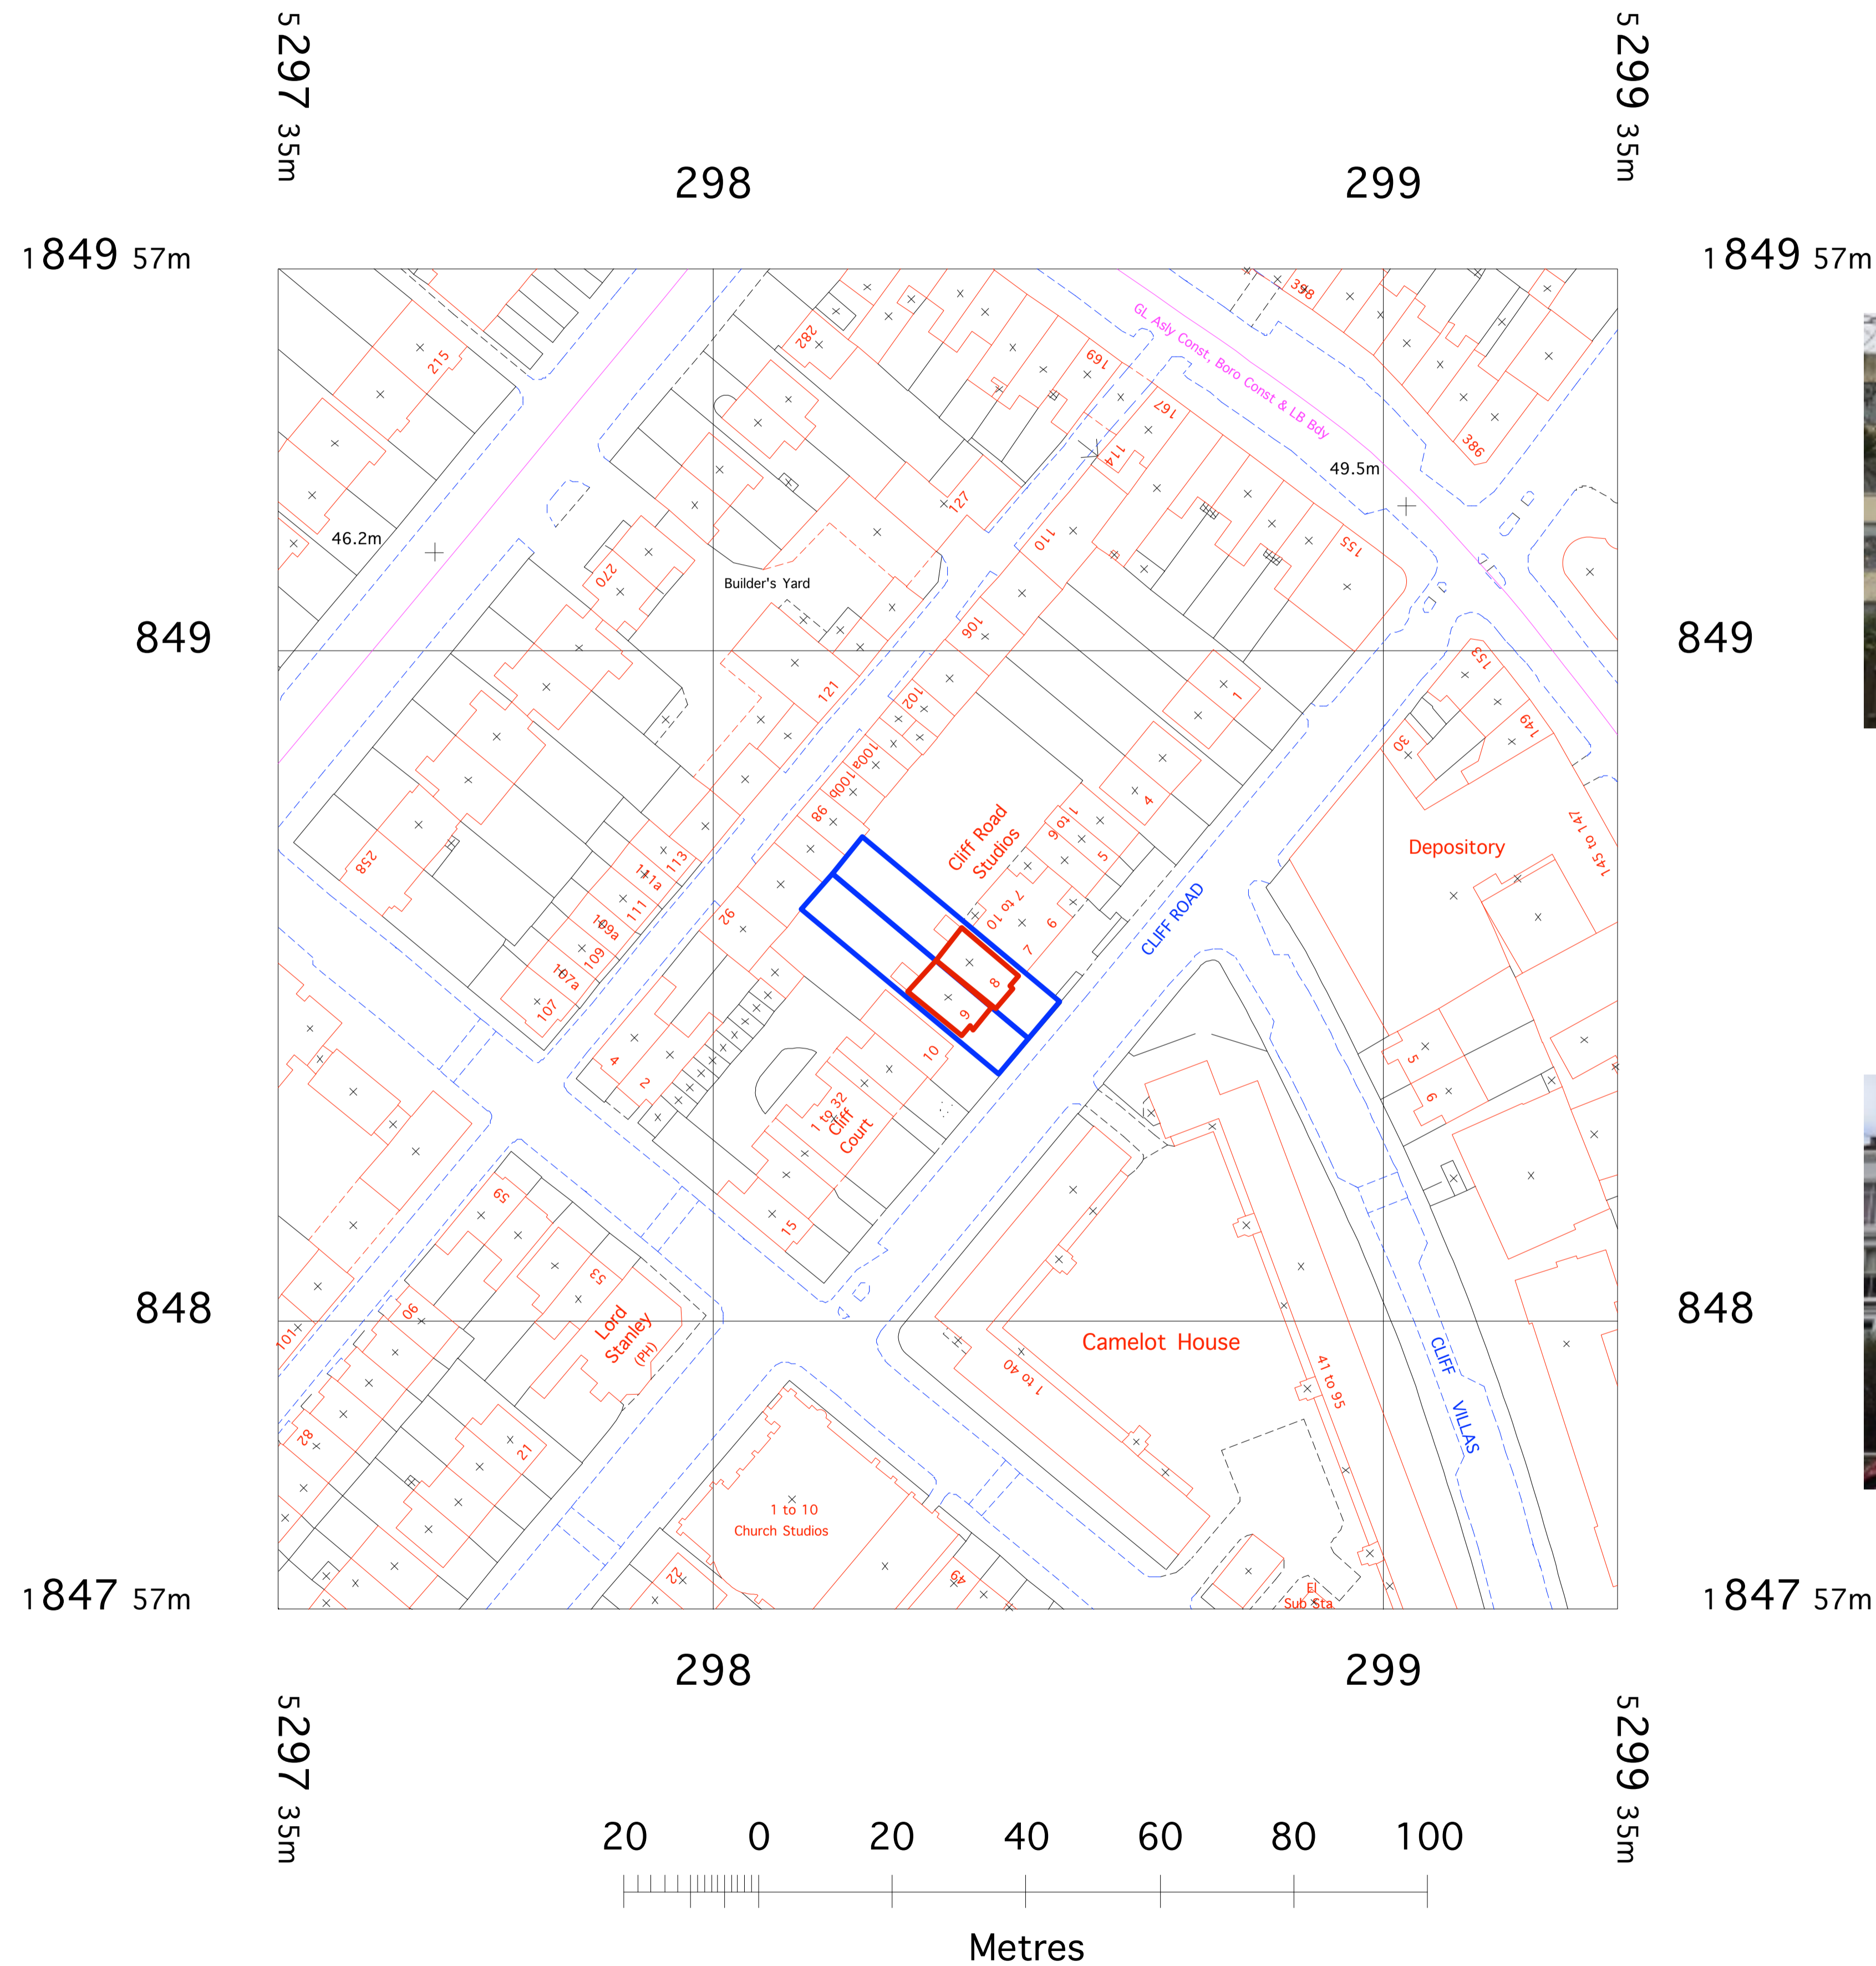 5297 35m
5299 35m
298
299
1849 57m
1849 57m
398
GL Asly Const, Boro Const & LB Bdy
282
215
169
167
386
114
49.5m
127
46.2m
110
155
270
Builder's Yard
106
849
849
153
121
102
1
149
30
100a
100b
4
98
1 to 6
Cliff Road
Studios
5
Depository
145 to 147
258
113
111a
111
7 to 10
92
109a
109
6
CLIFF ROAD
7
107a
107
8
9
10
5
6
4
2
1 to 32
Cliff
Court
59
15
53
90
848
848
Lord
Stanley
(PH)
101
Camelot House
1 to 40
41 to 95
CLIFF VILLAS
82
21
1 to 10
Church Studios
22
49
El
Sub Sta
1847 57m
1847 57m
298
299
5297 35m
5299 35m
20 0 20 40 60 80 100
Metres